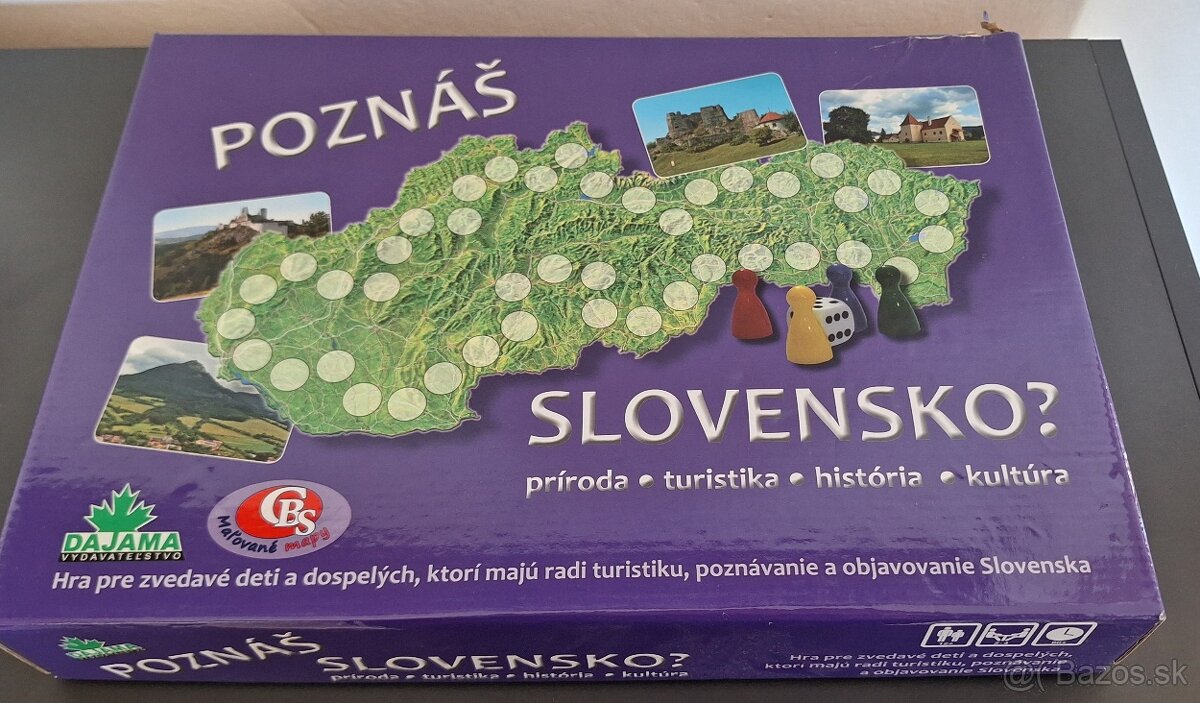 POZNÁŠ
SLOVENSKO?
príroda • turistika • história • kultúra
DAJAMA
VYDAVATEĽSTVO
CBS
Maľované mapy
Hra pre zvedavé deti a dospelých, ktorí majú radi turistiku, poznávanie a objavovanie Slovenska
DAJAMA
POZNÁŠ SLOVENSKO?
príroda • turistika • história • kultúra
Hra pre zvedavé deti a dospelých,
ktorí majú radi turistiku, poznávanie
a objavovanie Slovenska
Bazos.sk